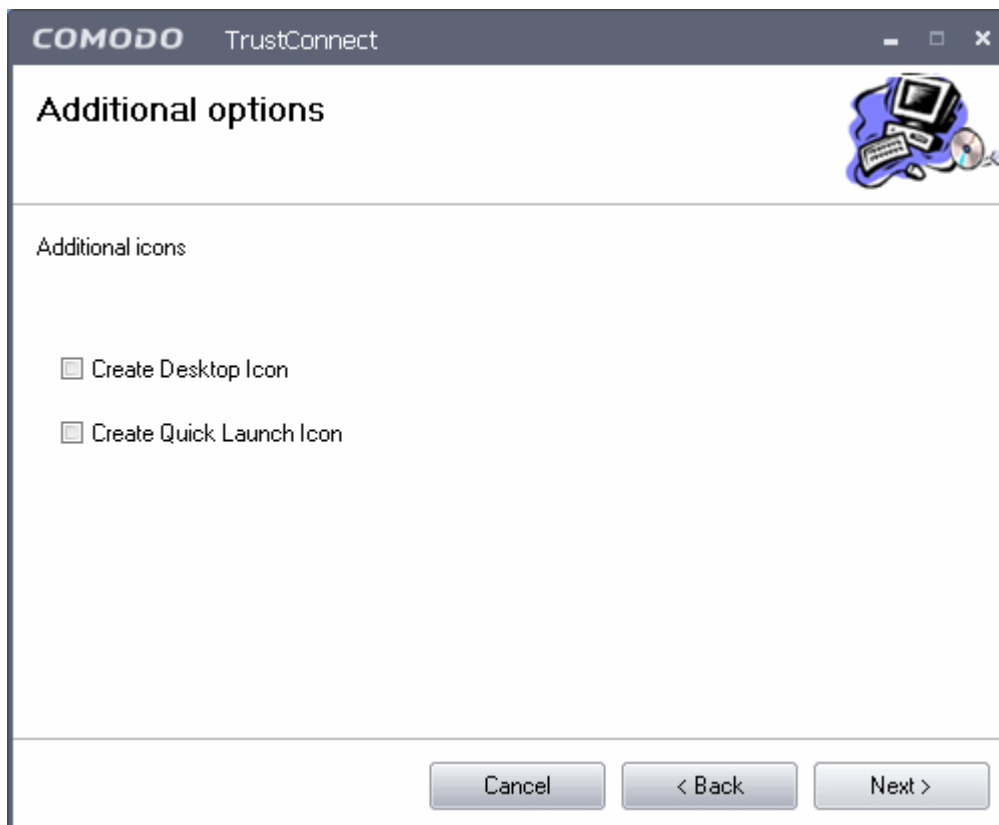 COMODO TrustConnect
Additional options
Additional icons
Create Desktop Icon
Create Quick Launch Icon
Cancel
< Back
Next >